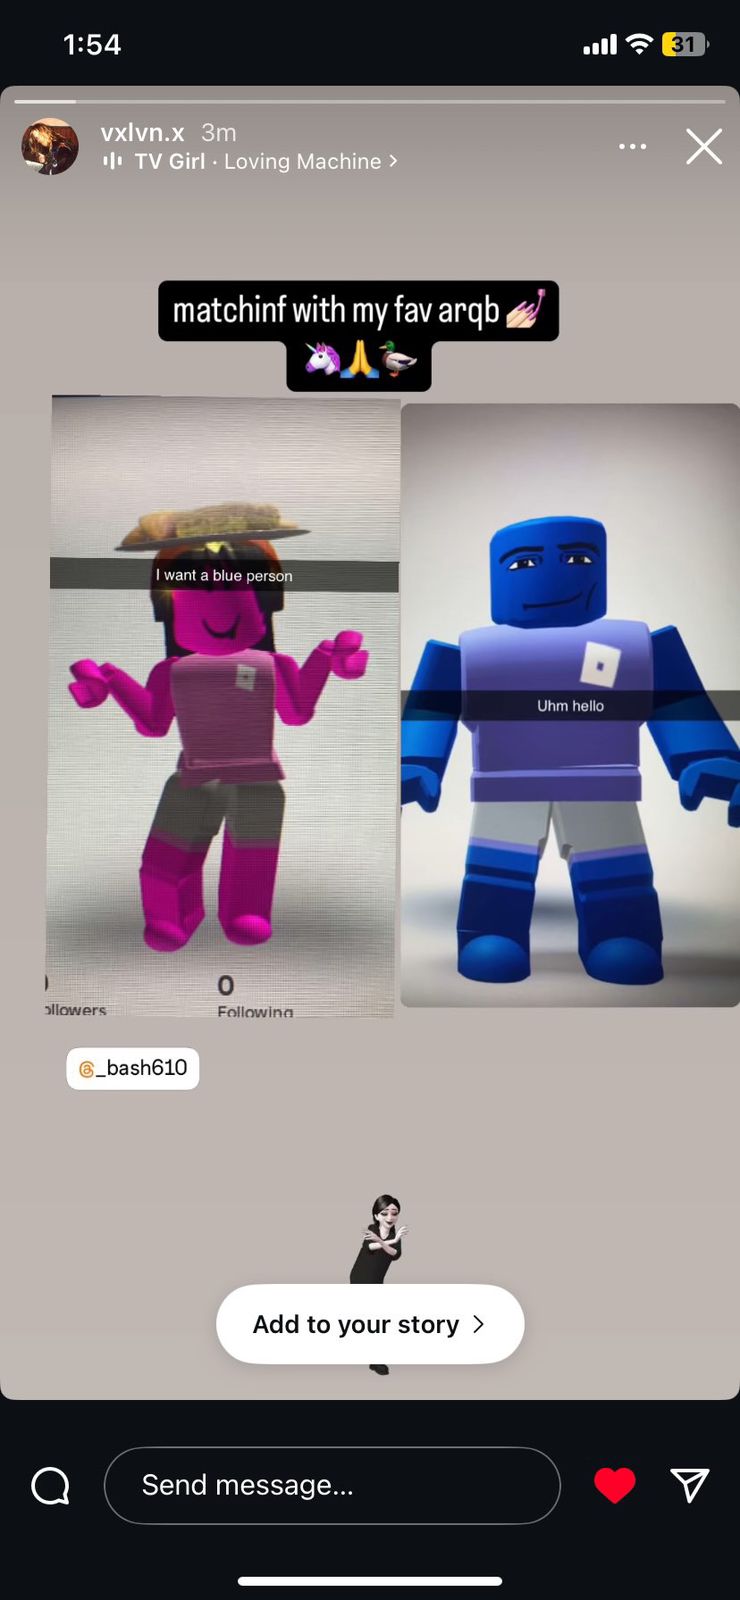 1:54
31
vxlvn.x 3m
TV Girl · Loving Machine >
matchinf with my fav arqb 💅🏻
🦄🙏🦆
I want a blue person
Uhm hello
0
ollowers
Following
@_bash610
Add to your story >
Send message...